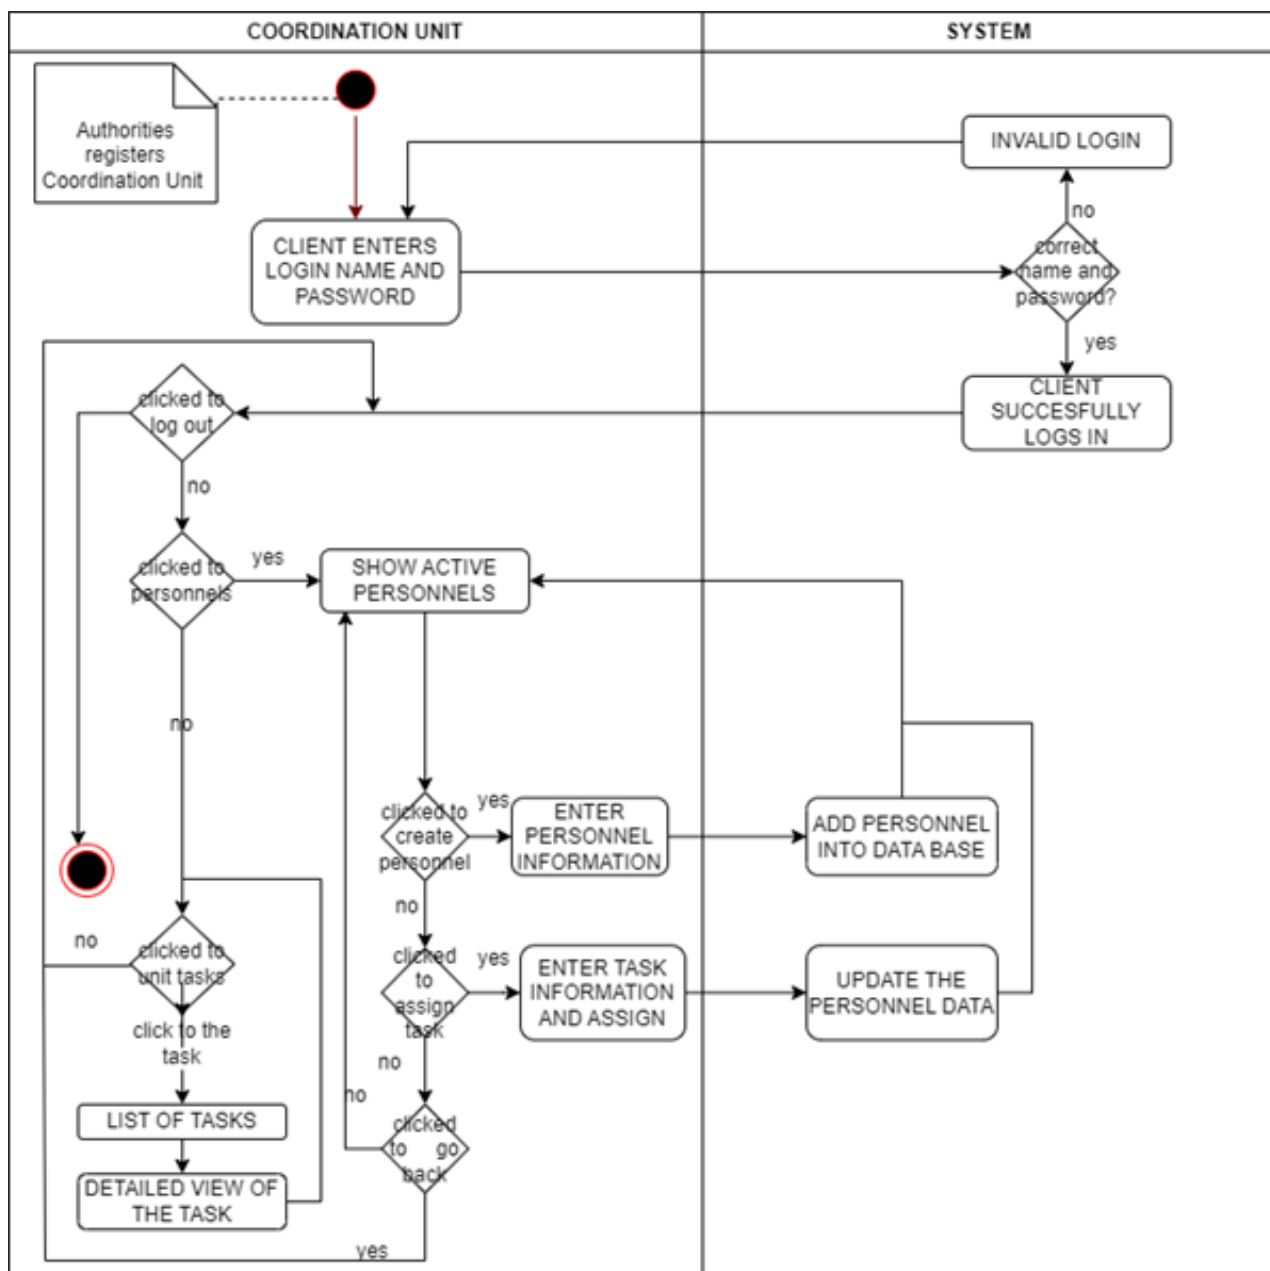 COORDINATION UNIT
SYSTEM
Authorities
registers
Coordination Unit
INVALID LOGIN
no
CLIENT ENTERS
LOGIN NAME AND
PASSWORD
correct
name and
password?
yes
CLIENT
SUCCESFULLY
LOGS IN
clicked to
log out
no
clicked to
personnels
yes
SHOW ACTIVE
PERSONNELS
no
clicked to
create
personnel
yes
ENTER
PERSONNEL
INFORMATION
ADD PERSONNEL
INTO DATA BASE
no
no
clicked to
unit tasks
clicked
to
assign
task
yes
ENTER TASK
INFORMATION
AND ASSIGN
UPDATE THE
PERSONNEL DATA
click to the
task
no
no
LIST OF TASKS
clicked
to go
back
DETAILED VIEW OF
THE TASK
yes